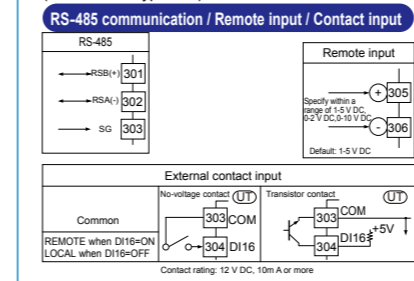 RS-485 communication / Remote input / Contact input
RS-485
RSB(+) 301
RSA(-) 302
SG 303
Remote input
+ 305
Specify within a
range of 1-5 V DC,
0-2 V DC,0-10 V DC
- 306
Default: 1-5 V DC
External contact input
Common
REMOTE when DI16=ON
LOCAL when DI16=OFF
No-voltage contact UT
303 COM
304 DI16
Transistor contact UT
303 COM
+5V
304 DI16
Contact rating: 12 V DC, 10m A or more